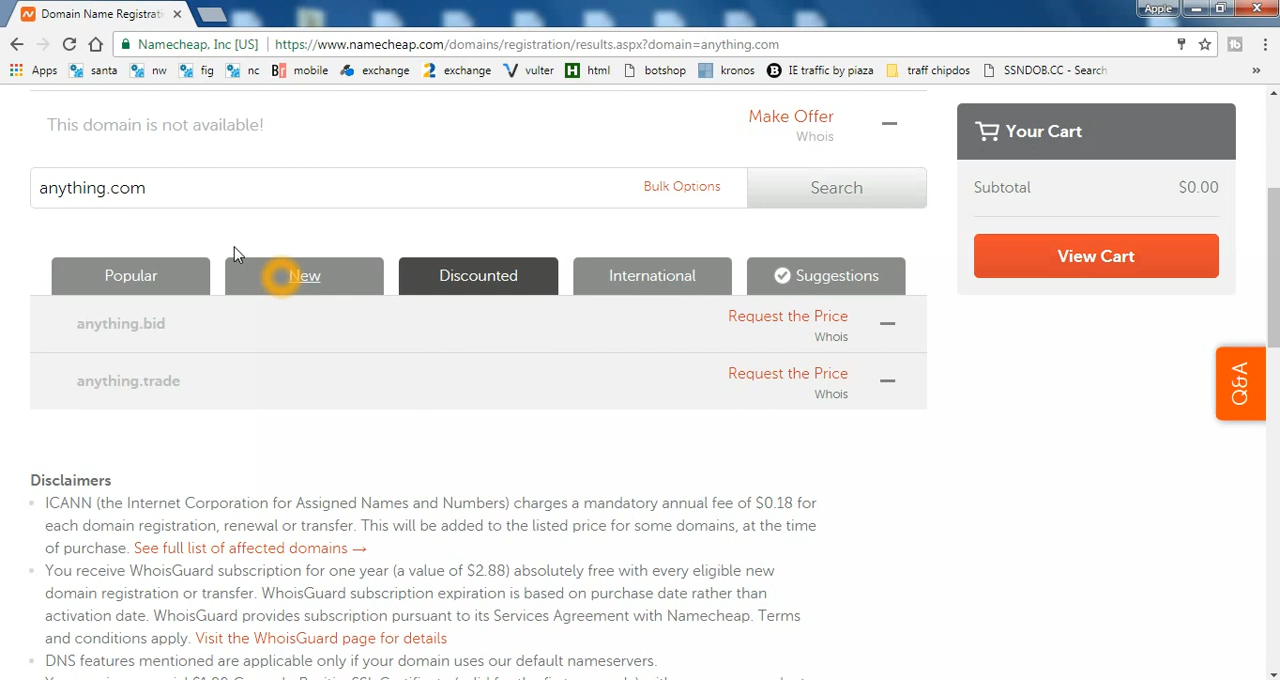 Domain Name Registrati
Apple
Namecheap, Inc [US]
https://www.namecheap.com/domains/registration/results.aspx?domain=anything.com
Apps santa nw fig nc mobile exchange exchange vulter html botshop kronos IE traffic by piaza traff chipdos SSNDOB.CC - Search »
This domain is not available!
Make Offer
Whois
anything.com
Bulk Options
Search
Popular
New
Discounted
International
Suggestions
anything.bid
Request the Price
Whois
anything.trade
Request the Price
Whois
Your Cart
Subtotal $0.00
View Cart
Q&A
Disclaimers
ICANN (the Internet Corporation for Assigned Names and Numbers) charges a mandatory annual fee of $0.18 for
each domain registration, renewal or transfer. This will be added to the listed price for some domains, at the time
of purchase. See full list of affected domains →
You receive WhoisGuard subscription for one year (a value of $2.88) absolutely free with every eligible new
domain registration or transfer. WhoisGuard subscription expiration is based on purchase date rather than
activation date. WhoisGuard provides subscription pursuant to its Services Agreement with Namecheap. Terms
and conditions apply. Visit the WhoisGuard page for details
DNS features mentioned are applicable only if your domain uses our default nameservers.